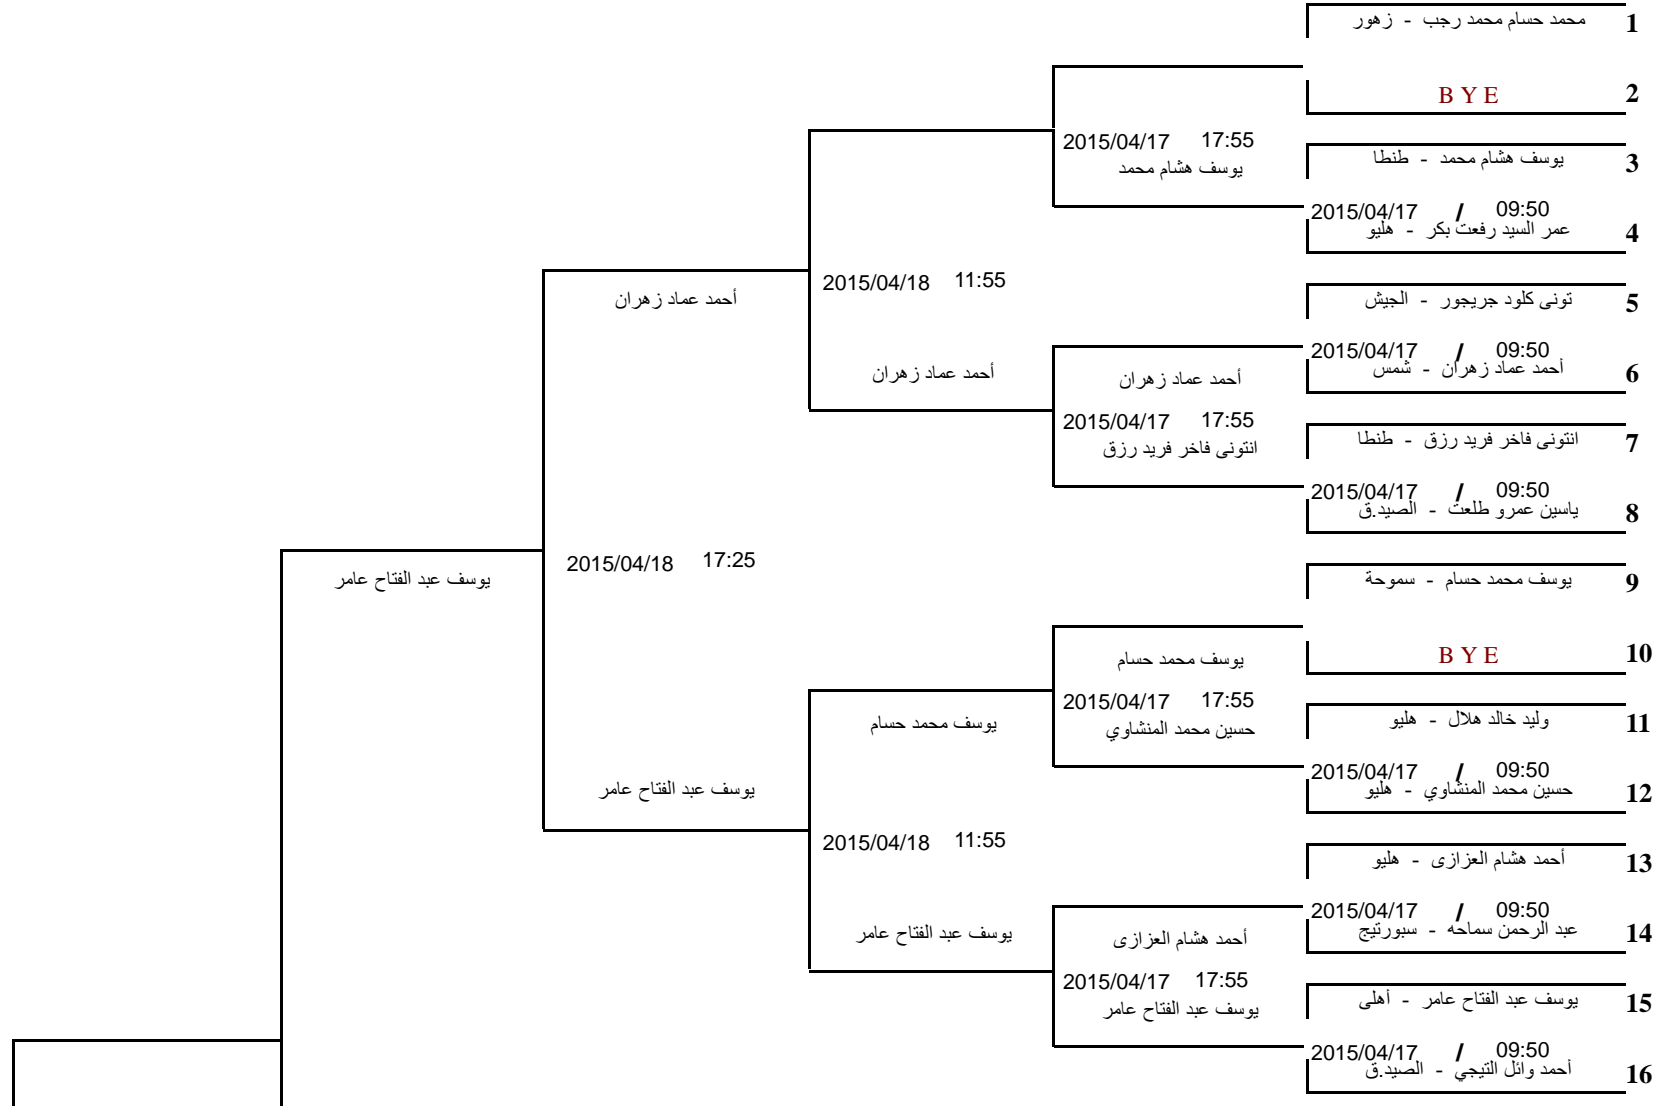 محمد حسام محمد رجب - زهور 1
B Y E 2
2015/04/17 17:55
يوسف هشام محمد
يوسف هشام محمد - طنطا 3
2015/04/17 / 09:50
عمر السيد رفعت بكر - هليو 4
2015/04/18 11:55
أحمد عماد زهران
تونى كلود جريجور - الجيش 5
2015/04/17 / 09:50
أحمد عماد زهران - شمس 6
أحمد عماد زهران
أحمد عماد زهران
2015/04/17 17:55
انتونى فاخر فريد رزق
انتونى فاخر فريد رزق - طنطا 7
2015/04/17 / 09:50
ياسين عمرو طلعت - الصيد.ق 8
2015/04/18 17:25
يوسف عبد الفتاح عامر
يوسف محمد حسام - سموحة 9
B Y E 10
يوسف محمد حسام
2015/04/17 17:55
حسين محمد المنشاوي
يوسف محمد حسام
وليد خالد هلال - هليو 11
2015/04/17 / 09:50
حسين محمد المنشاوي - هليو 12
يوسف عبد الفتاح عامر
2015/04/18 11:55
أحمد هشام العزازى - هليو 13
2015/04/17 / 09:50
عبد الرحمن سماحه - سبورتيج 14
يوسف عبد الفتاح عامر
أحمد هشام العزازى
2015/04/17 17:55
يوسف عبد الفتاح عامر
يوسف عبد الفتاح عامر - أهلى 15
2015/04/17 / 09:50
أحمد وائل التيجي - الصيد.ق 16